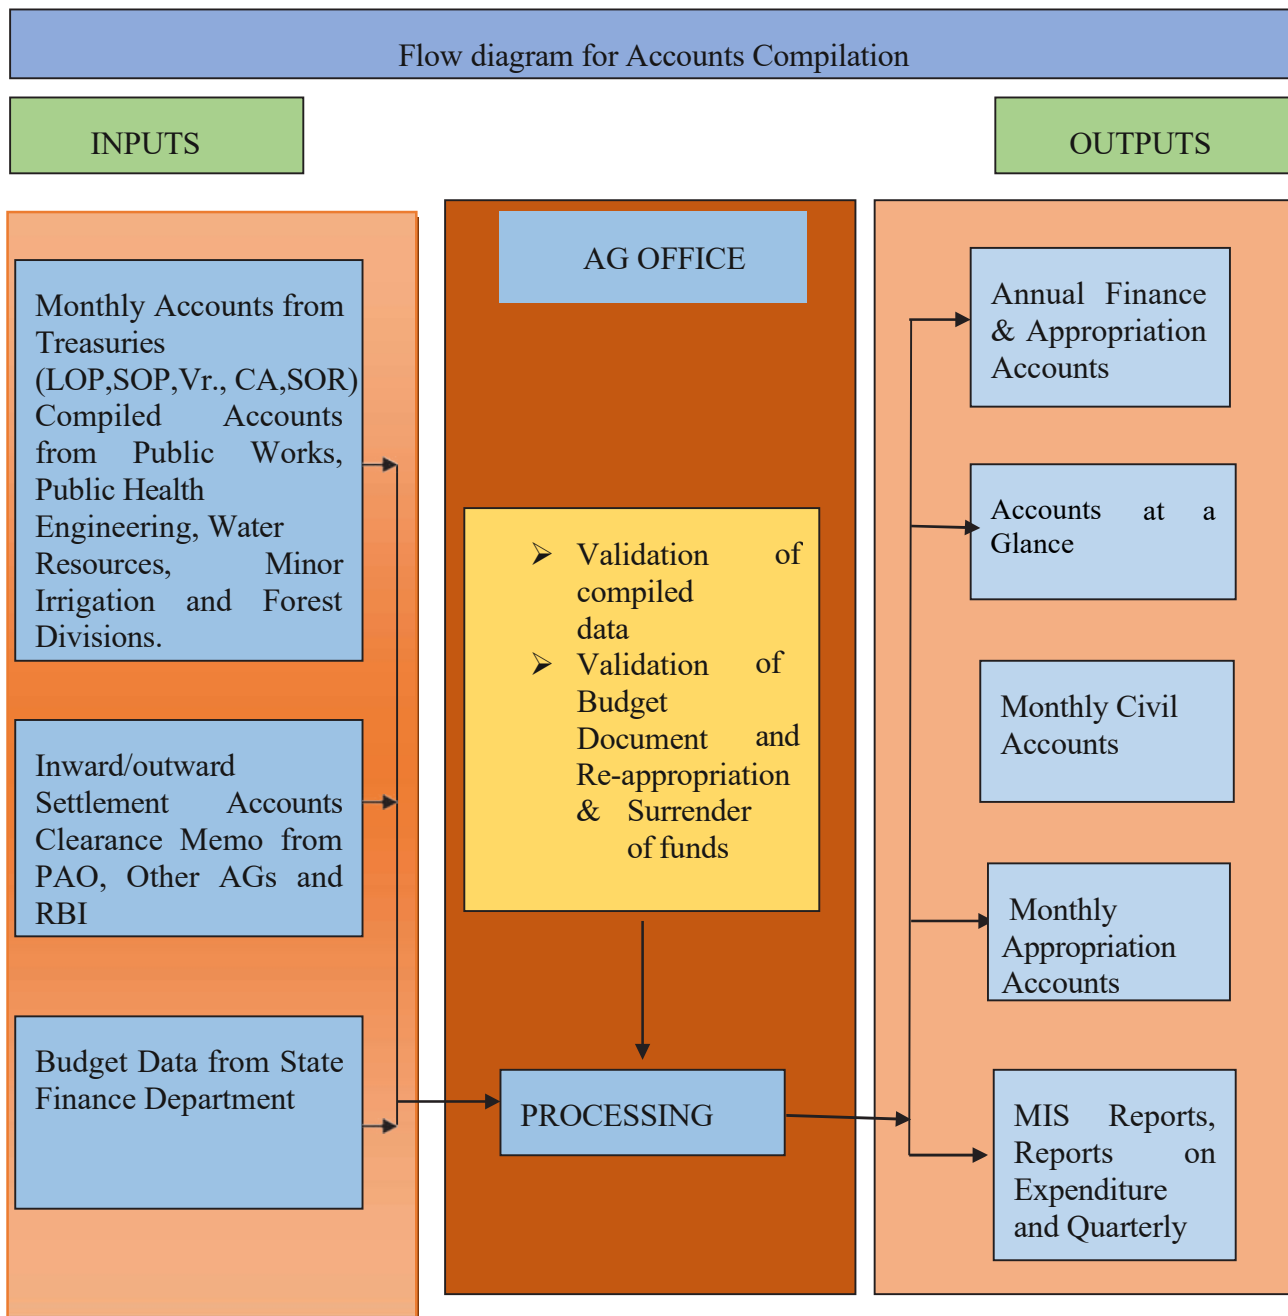 Flow diagram for Accounts Compilation
INPUTS
OUTPUTS
Monthly Accounts from
Treasuries
(LOP,SOP,Vr., CA,SOR)
Compiled Accounts
from Public Works,
Public Health
Engineering, Water
Resources, Minor
Irrigation and Forest
Divisions.
Inward/outward
Settlement Accounts
Clearance Memo from
PAO, Other AGs and
RBI
Budget Data from State
Finance Department
AG OFFICE
➢ Validation of
compiled
data
➢ Validation of
Budget
Document and
Re-appropriation
& Surrender
of funds
PROCESSING
Annual Finance
& Appropriation
Accounts
Accounts at a
Glance
Monthly Civil
Accounts
Monthly
Appropriation
Accounts
MIS Reports,
Reports on
Expenditure
and Quarterly